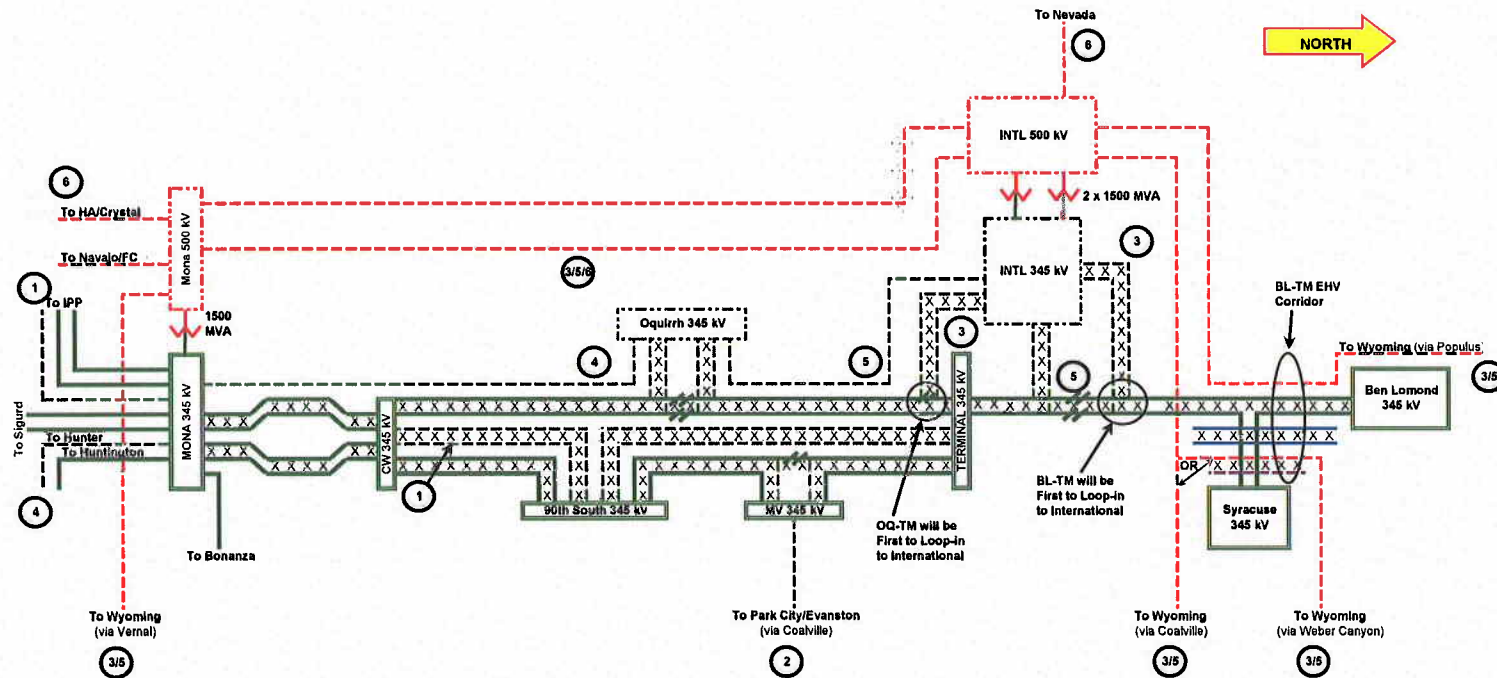 To Nevada
6
NORTH
INTL 500 kV
2 x 1500 MVA
6
To HA/Crystal
Mona 500 kV
To Navajo/FC
3/5/6
INTL 345 kV
3
BL-TM EHV
Corridor
1
To IPP
1500
MVA
Oquirrh 345 kV
4
5
3
5
To Wyoming (via Populus)
3/5
Ben Lomond
345 kV
To Sigurd
MONA 345 kV
CW 345 kV
TERMINAL 345 kV
To Hunter
To Huntington
4
1
90th South 345 kV
MV 345 kV
OR
Syracuse
345 kV
OQ-TM will be
First to Loop-in
to International
BL-TM will be
First to Loop-in
to International
To Bonanza
To Wyoming
(via Vernal)
3/5
To Park City/Evanston
(via Coalville)
2
To Wyoming
(via Coalville)
3/5
To Wyoming
(via Weber Canyon)
3/5